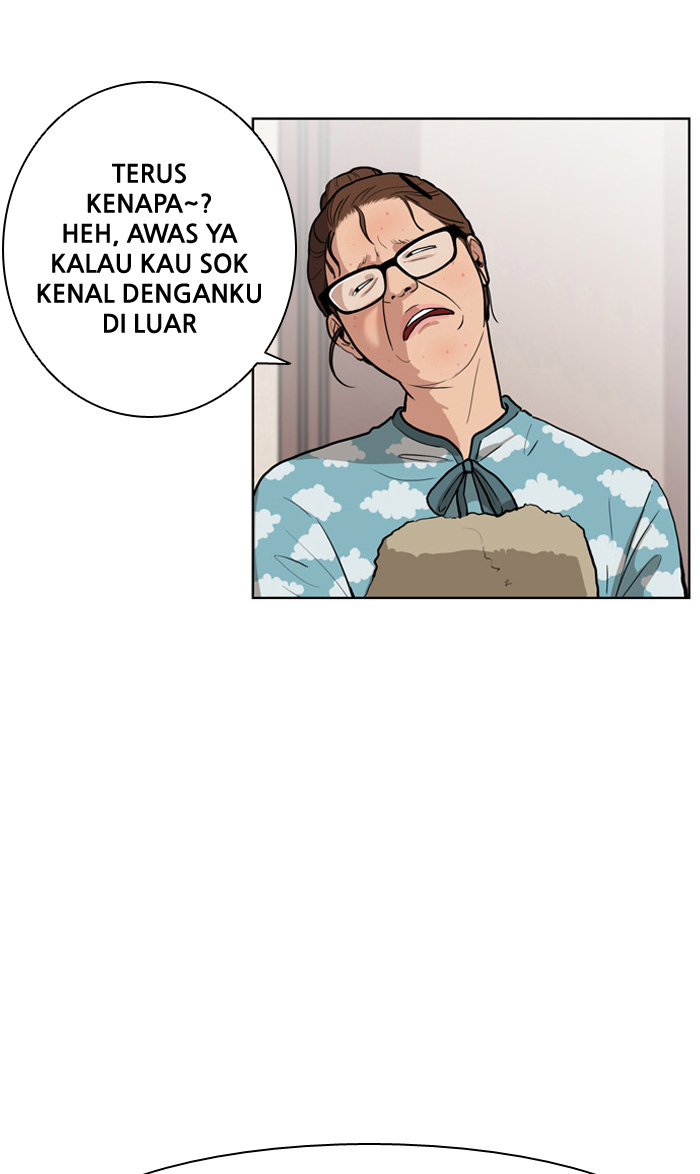 TERUS
KENAPA~?
HEH, AWAS YA
KALAU KAU SOK
KENAL DENGANKU
DI LUAR